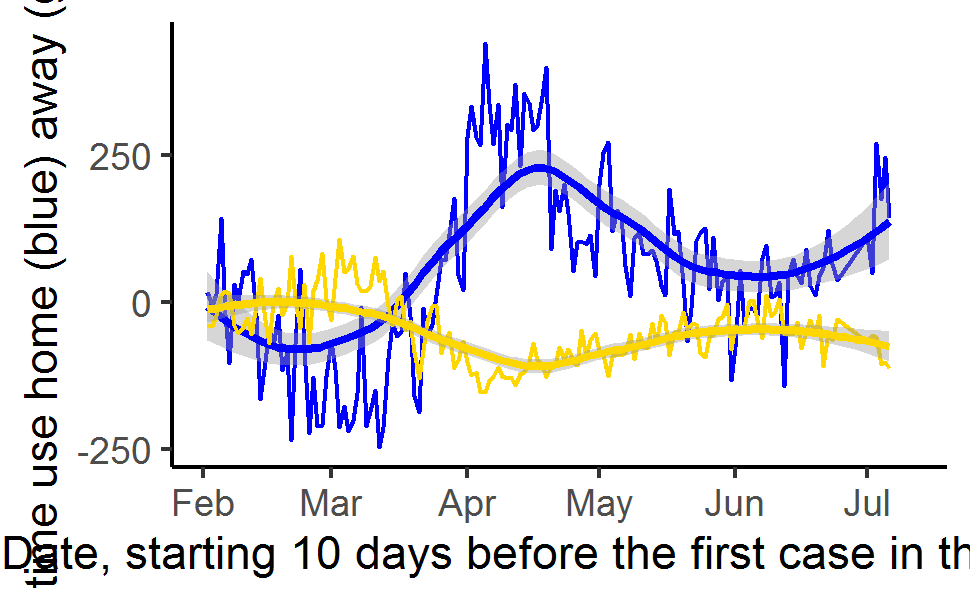 time use home (blue) away (
250
0
-250
Feb Mar Apr May Jun Jul
Date, starting 10 days before the first case in th